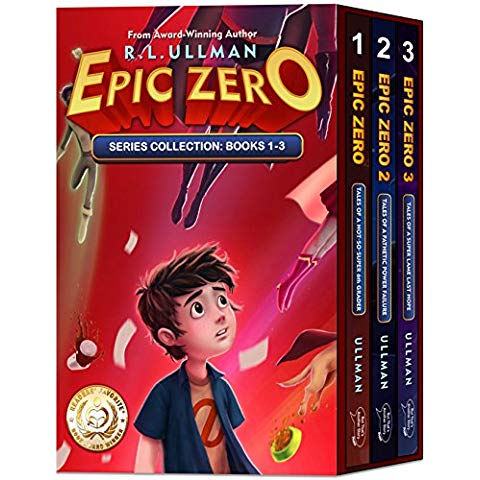 From Award-Winning Author
R.L. ULLMAN
EPIC ZERO
SERIES COLLECTION: BOOKS 1-3
READERS' FAVORITE
1
EPIC ZERO
TALES OF A NOT-SO-SUPER 6th GRADER
ULLMAN
2
EPIC ZERO 2
TALES OF A PATHETIC POWER FAILURE
ULLMAN
3
EPIC ZERO 3
TALES OF A SUPER LAME LAST HOPE
ULLMAN